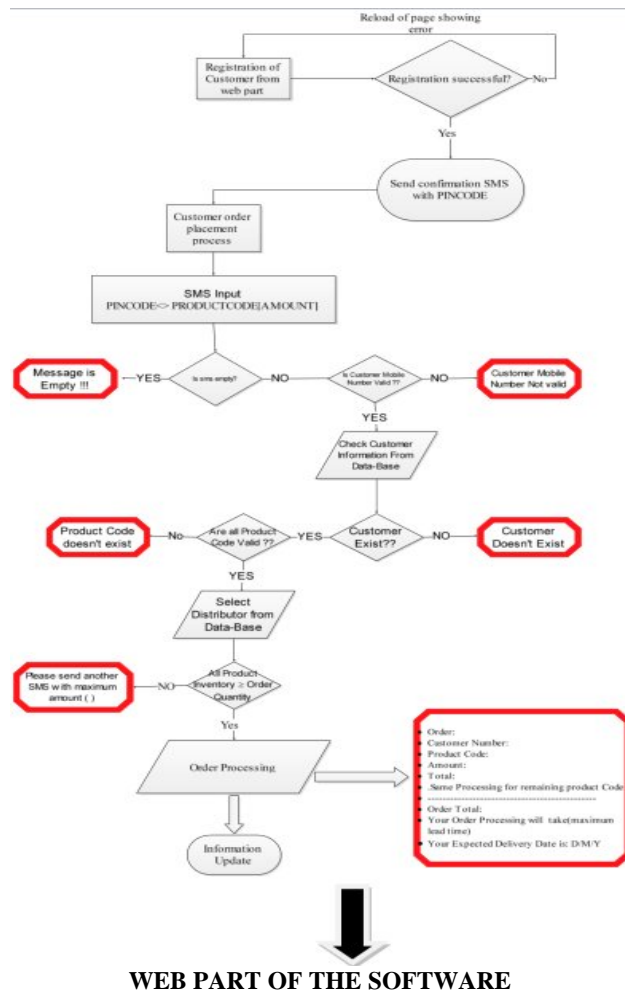 Reload of page showing
error
Registration of
Customer from
web part
Registration successful?
No
Yes
Send confirmation SMS
with PINCODE
Customer order
placement
process
SMS Input
PINCODE<> PRODUCTCODE[AMOUNT]
Message is
Empty !!!
YES
Is sms empty?
NO
Is Customer Mobile
Number Valid ??
NO
Customer Mobile
Number Not valid
YES
Check Customer
Information From
Data-Base
Product Code
doesn't exist
No
Are all Product
Code Valid ??
YES
Customer
Exist??
NO
Customer
Doesn't Exist
YES
Select
Distributor from
Data-Base
Please send another
SMS with maximum
amount ( )
NO
All Product
Inventory ≥ Order
Quantity
Yes
Order Processing
• Order:
• Customer Number:
• Product Code:
• Amount:
• Total:
• .Same Processing for remaining product Code
• --------------------------------------------
• Order Total:
• Your Order Processing will take(maximum
lead time)
• Your Expected Delivery Date is: D/M/Y
Information
Update
WEB PART OF THE SOFTWARE